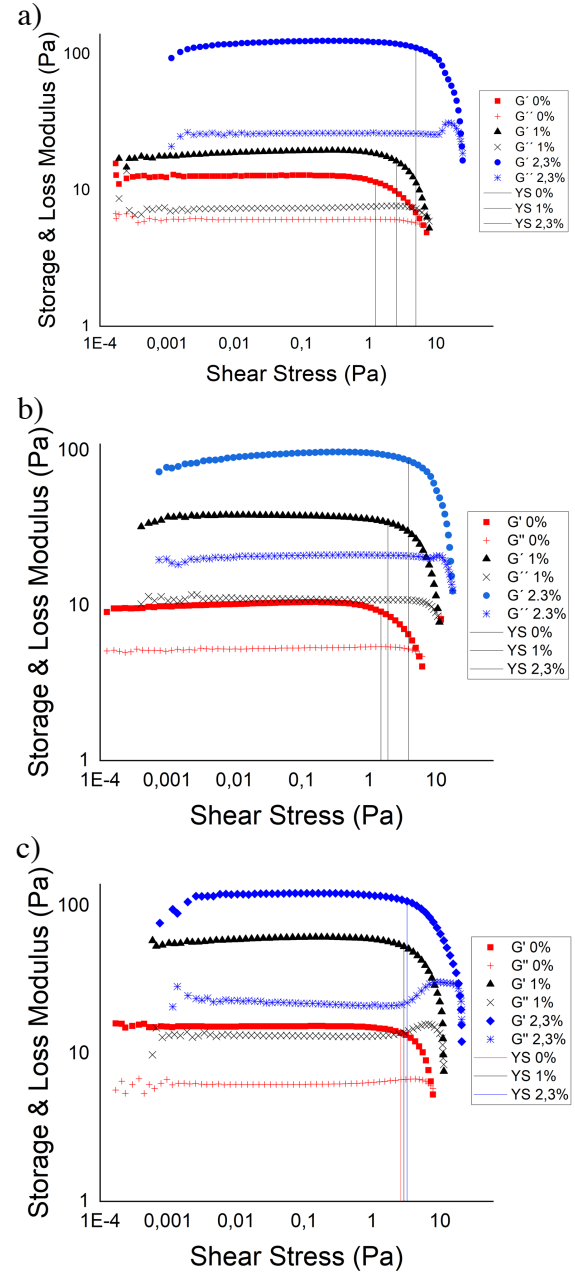 a)
Storage & Loss Modulus (Pa)
100
10
1
1E-4 0,001 0,01 0,1 1 10
Shear Stress (Pa)
G´ 0%
G´´ 0%
G´ 1%
G´´ 1%
G´ 2,3%
G´´ 2,3%
YS 0%
YS 1%
YS 2,3%
b)
Storage & Loss Modulus (Pa)
100
10
1
1E-4 0,001 0,01 0,1 1 10
Shear Stress (Pa)
G' 0%
G" 0%
G´ 1%
G´´ 1%
G´ 2.3%
G´´ 2.3%
YS 0%
YS 1%
YS 2,3%
c)
Storage & Loss Modulus (Pa)
100
10
1
1E-4 0,001 0,01 0,1 1 10
Shear Stress (Pa)
G' 0%
G" 0%
G' 1%
G" 1%
G' 2,3%
G" 2,3%
YS 0%
YS 1%
YS 2,3%